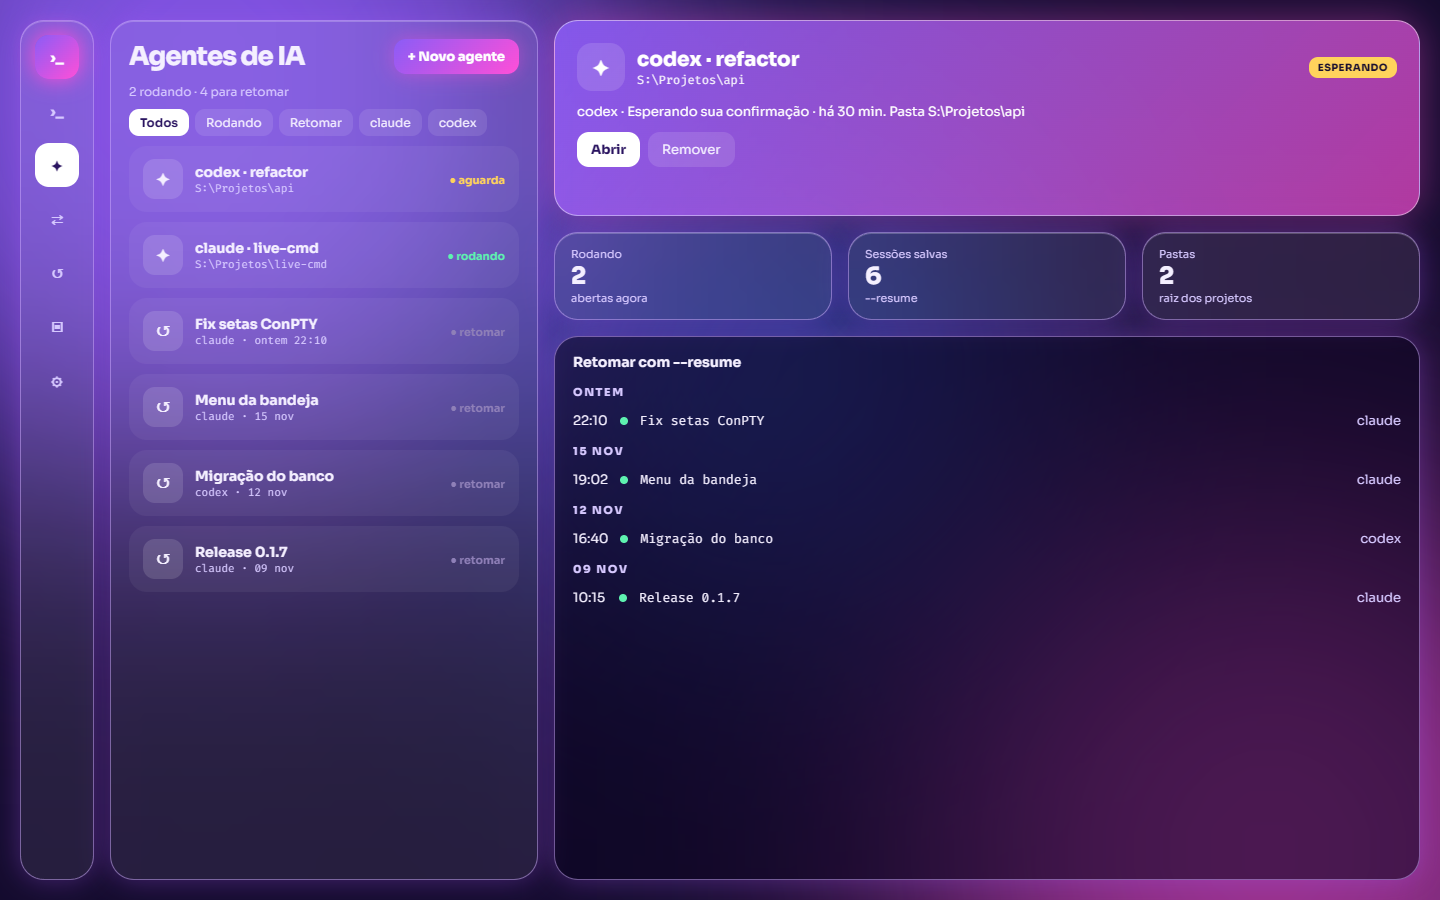 ›_
›_
Agentes de IA
+ Novo agente
2 rodando · 4 para retomar
Todos
Rodando
Retomar
claude
codex
codex · refactor
S:\Projetos\api
• aguarda
claude · live-cmd
S:\Projetos\live-cmd
• rodando
Fix setas ConPTY
claude · ontem 22:10
• retomar
Menu da bandeja
claude · 15 nov
• retomar
Migração do banco
codex · 12 nov
• retomar
Release 0.1.7
claude · 09 nov
• retomar
codex · refactor
S:\Projetos\api
ESPERANDO
codex · Esperando sua confirmação · há 30 min. Pasta S:\Projetos\api
Abrir
Remover
Rodando
2
abertas agora
Sessões salvas
6
--resume
Pastas
2
raiz dos projetos
Retomar com --resume
ONTEM
22:10 Fix setas ConPTY claude
15 NOV
19:02 Menu da bandeja claude
12 NOV
16:40 Migração do banco codex
09 NOV
10:15 Release 0.1.7 claude